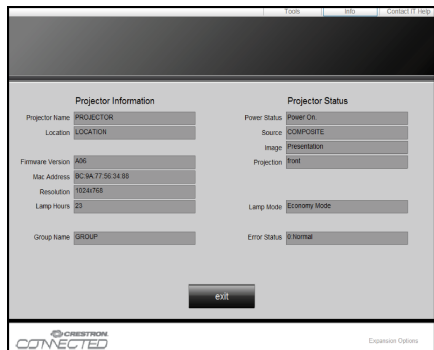 Tools Info Contact IT Help
Projector Information
Projector Name PROJECTOR
Location LOCATION
Firmware Version A06
Mac Address BC:9A:77:56:34:88
Resolution 1024x768
Lamp Hours 23
Group Name GROUP
Projector Status
Power Status Power On.
Source COMPOSITE
Image Presentation
Projection front
Lamp Mode Economy Mode
Error Status 0:Normal
exit
CRESTRON
CONNECTED
Expansion Options